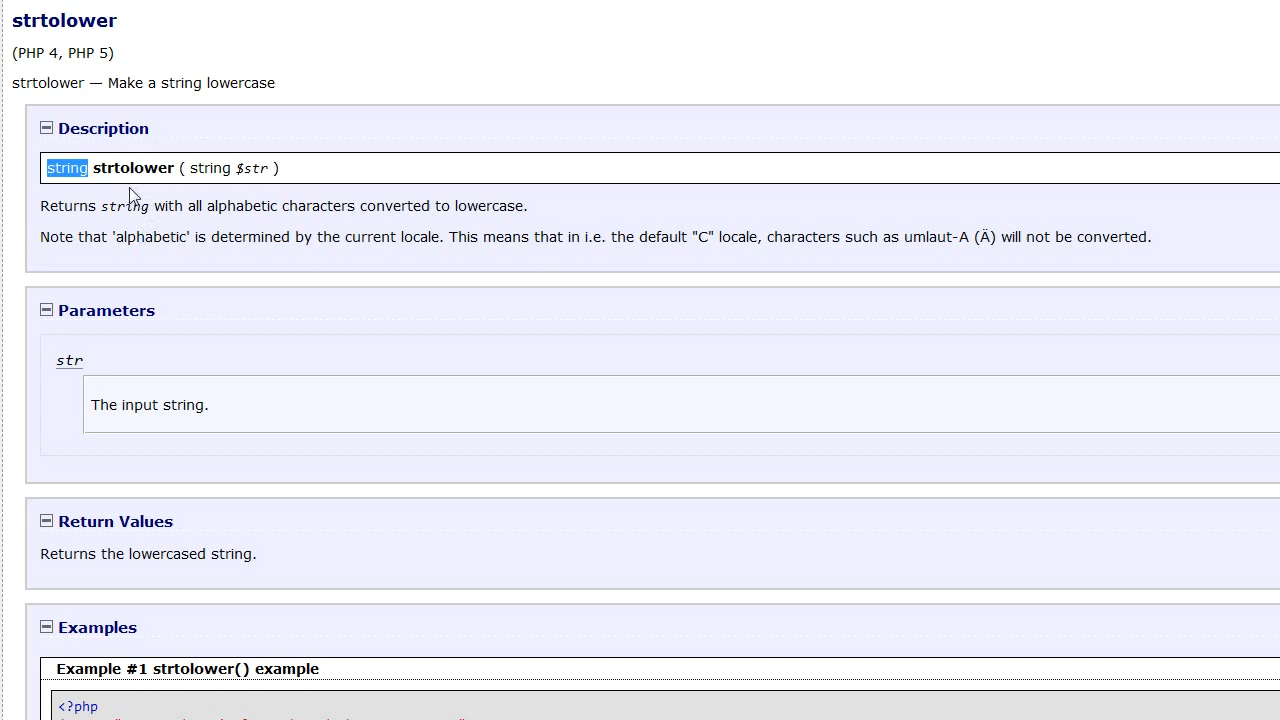 strtolower
(PHP 4, PHP 5)
strtolower — Make a string lowercase
Description
string strtolower ( string $str )
Returns string with all alphabetic characters converted to lowercase.
Note that 'alphabetic' is determined by the current locale. This means that in i.e. the default "C" locale, characters such as umlaut-A (Ä) will not be converted.
Parameters
str
The input string.
Return Values
Returns the lowercased string.
Examples
Example #1 strtolower() example
<?php